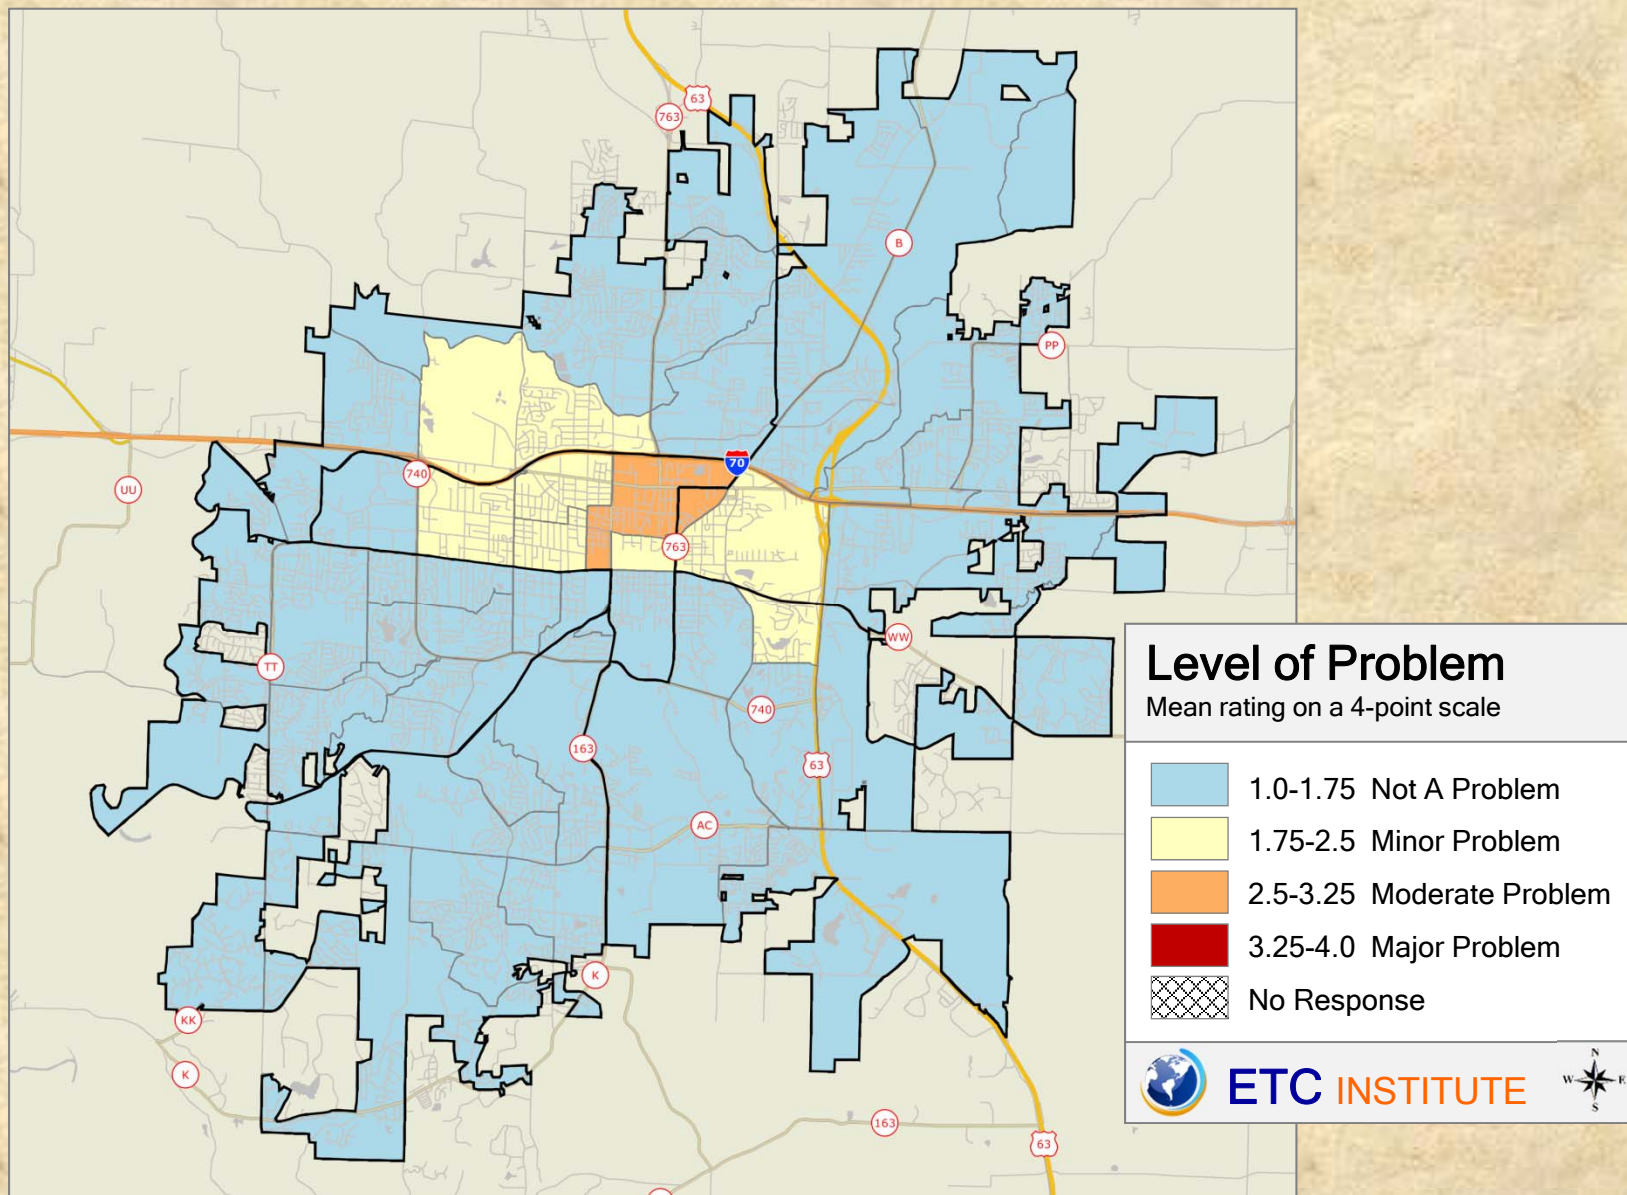 63
763
B
PP
70
740
UU
763
WW
TT
740
163
63
AC
K
KK
K
163
63
Level of Problem
Mean rating on a 4-point scale
1.0-1.75 Not A Problem
1.75-2.5 Minor Problem
2.5-3.25 Moderate Problem
3.25-4.0 Major Problem
No Response
ETC INSTITUTE
N
W E
S